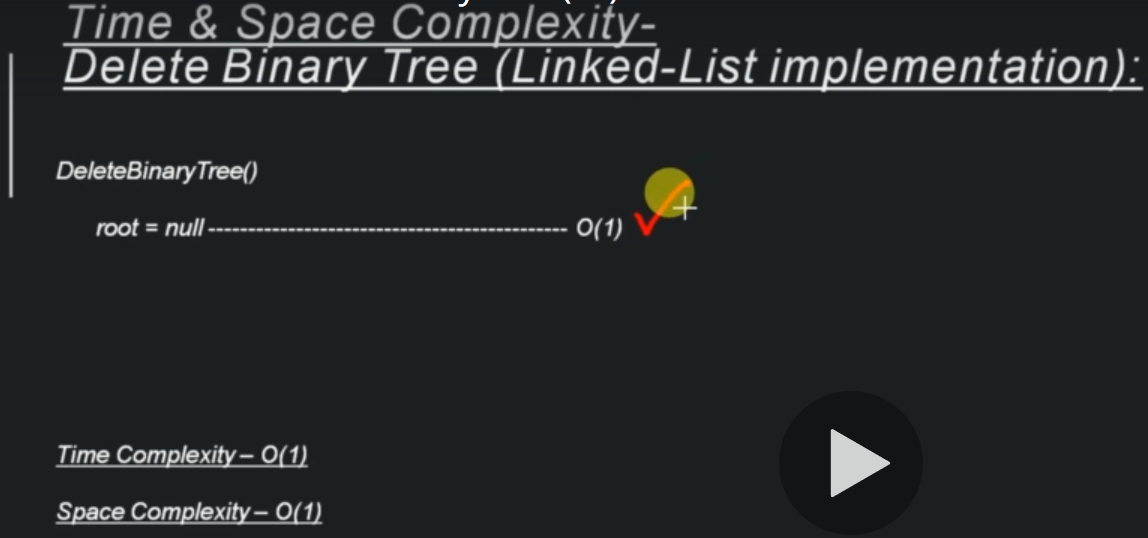 Time & Space Complexity-
Delete Binary Tree (Linked-List implementation):
DeleteBinaryTree()
root = null --------------------------------------------- O(1)
Time Complexity – O(1)
Space Complexity – O(1)